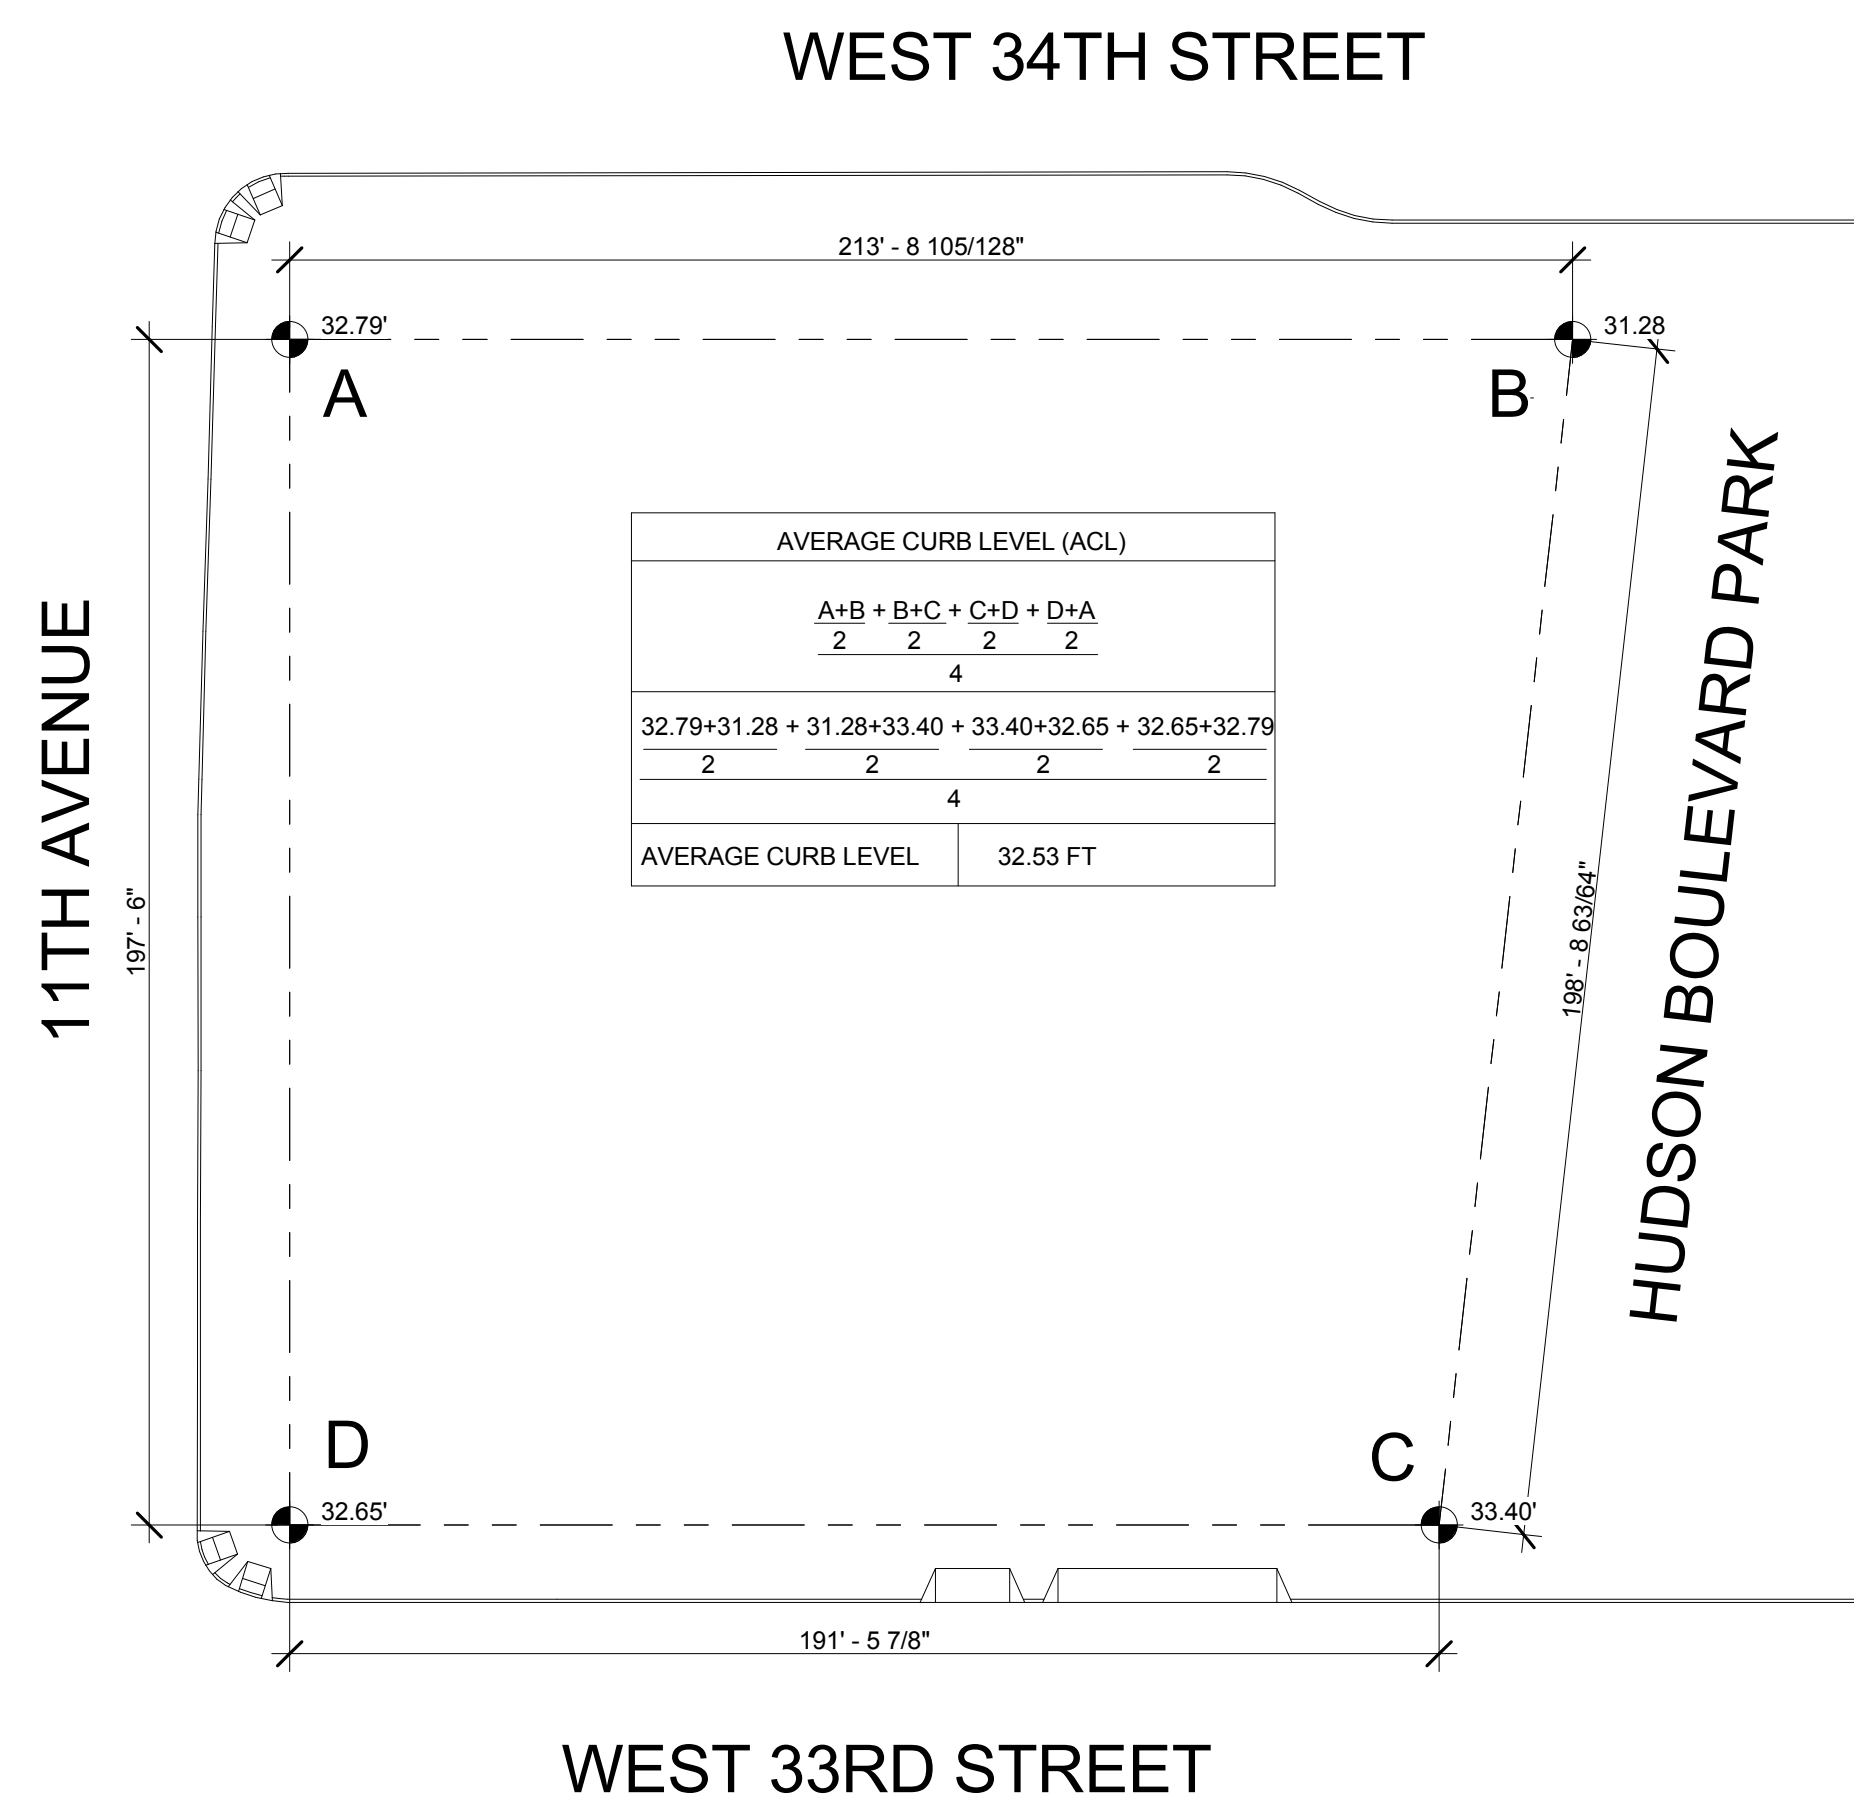 WEST 34TH STREET
213' - 8 105/128"
32.79'
31.28
A
B
AVERAGE CURB LEVEL (ACL)
A+B + B+C + C+D + D+A
2 2 2 2
4
32.79+31.28 + 31.28+33.40 + 33.40+32.65 + 32.65+32.79
2 2 2 2
4
AVERAGE CURB LEVEL 32.53 FT
11TH AVENUE
197' - 6"
198' - 8 63/64"
HUDSON BOULEVARD PARK
D
C
32.65'
33.40'
191' - 5 7/8"
WEST 33RD STREET